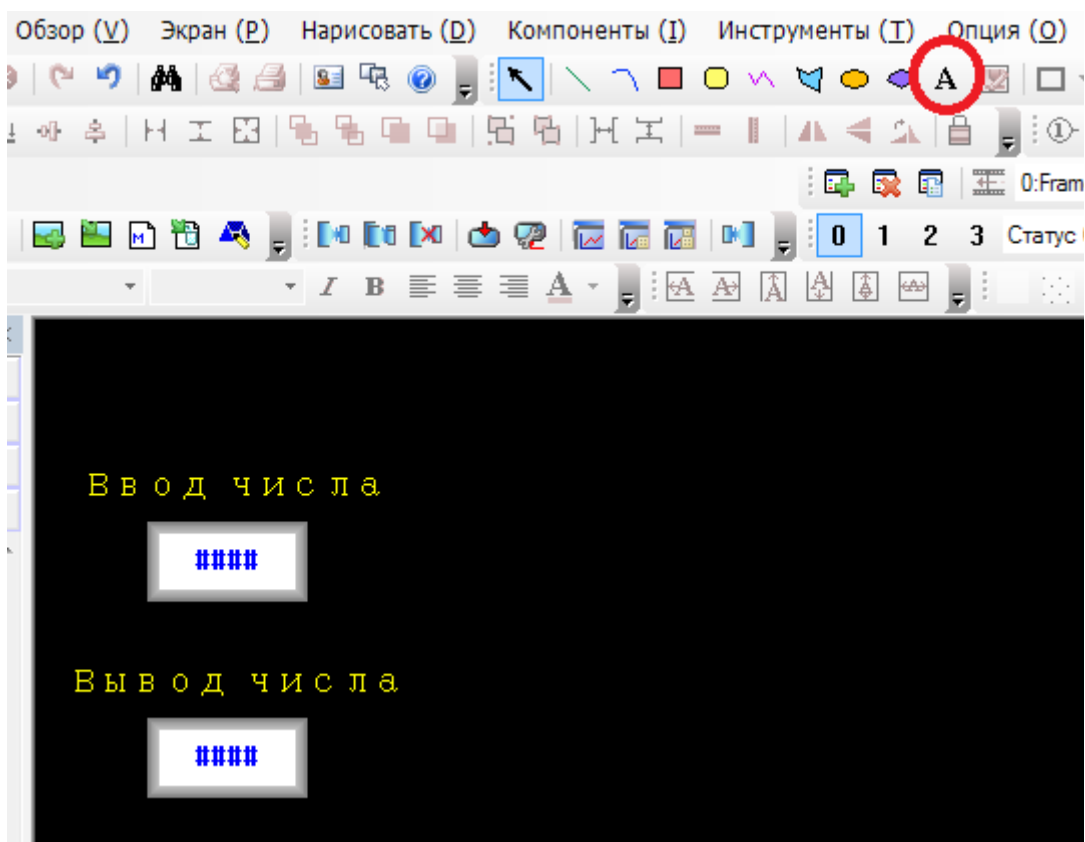 Обзор (V) Экран (P) Нарисовать (D) Компоненты (I) Инструменты (T) Опция (O)
A
0:Fram
0 1 2 3 Статус
I B A
Ввод числа
####
Вывод числа
####